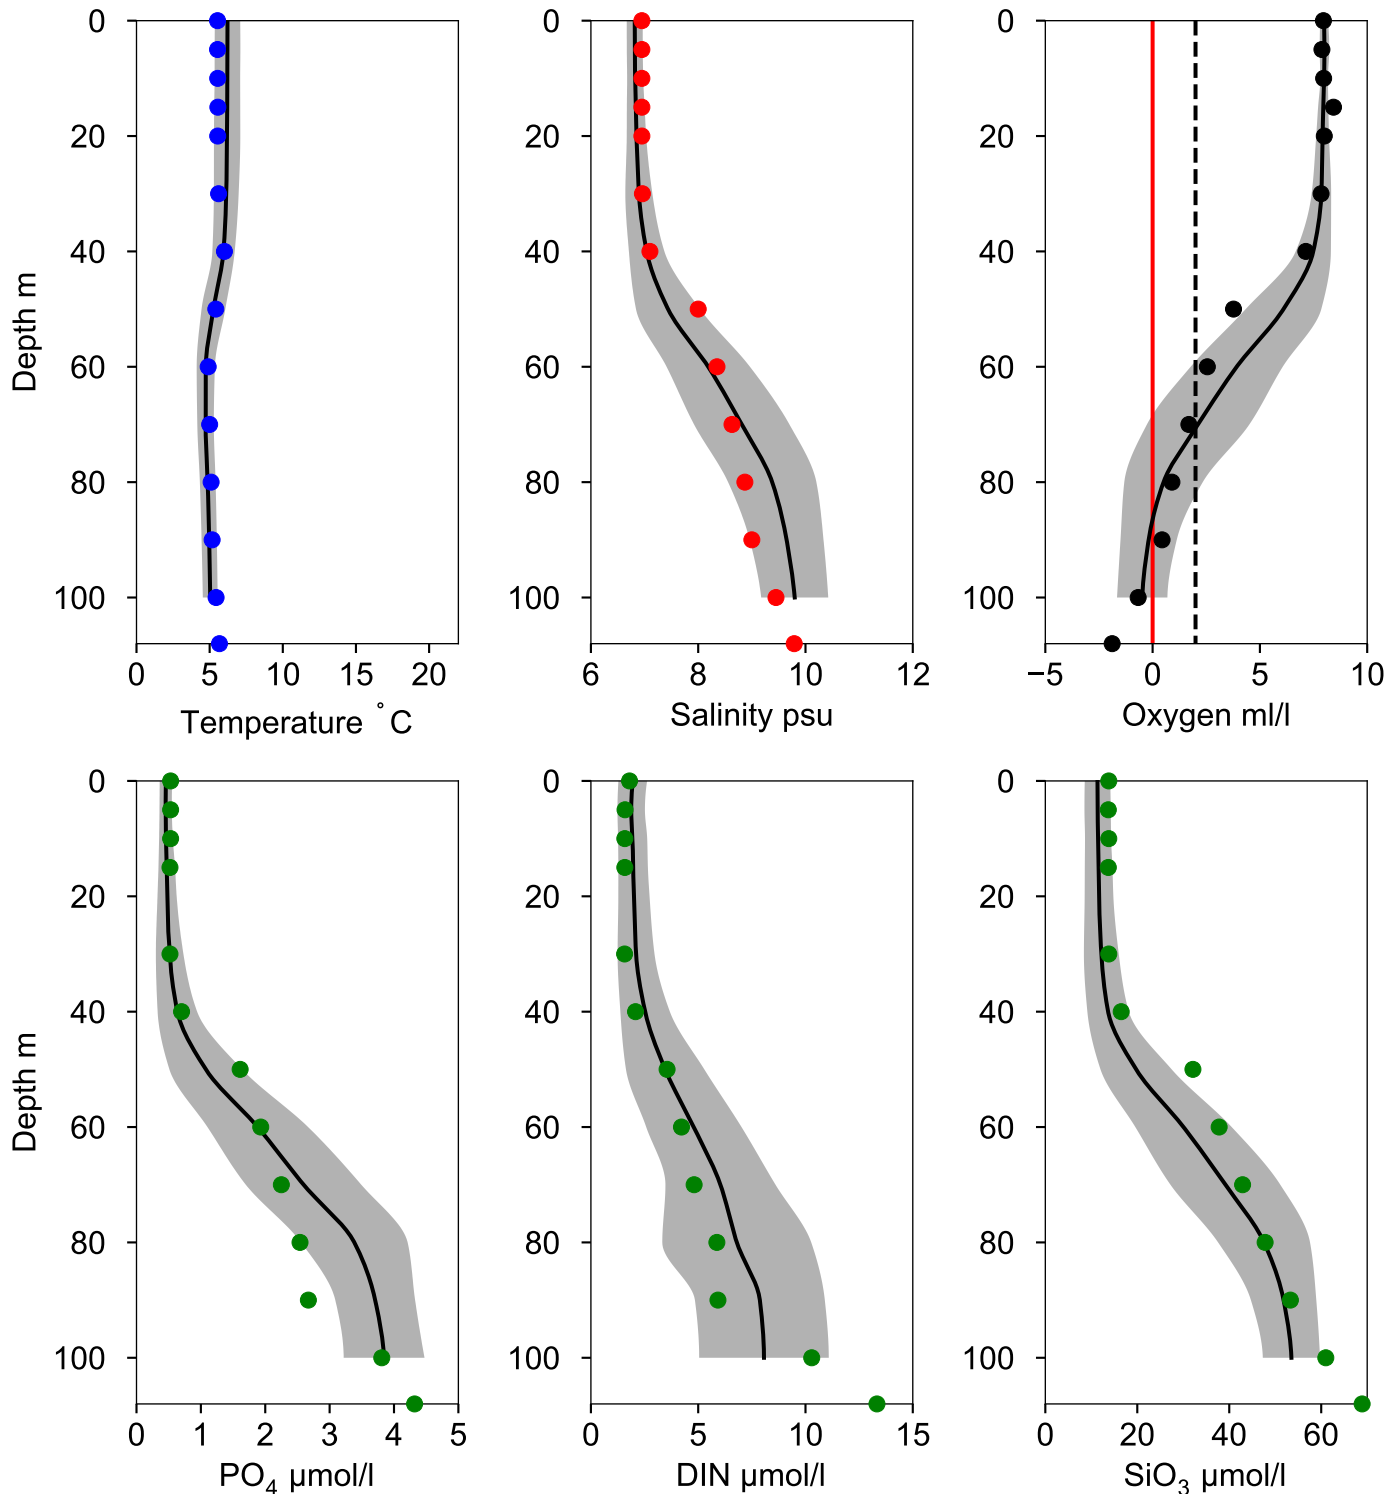 0 0 0
20 20 20
40 40 40
60 60 60
80 80 80
100 100 100
Depth m
0 5 10 15 20 6 8 10 12 −5 0 5 10
Temperature °C Salinity psu Oxygen ml/l
0 0 0
20 20 20
40 40 40
60 60 60
80 80 80
100 100 100
Depth m
0 1 2 3 4 5 0 5 10 15 0 20 40 60
PO₄ μmol/l DIN μmol/l SiO₃ μmol/l